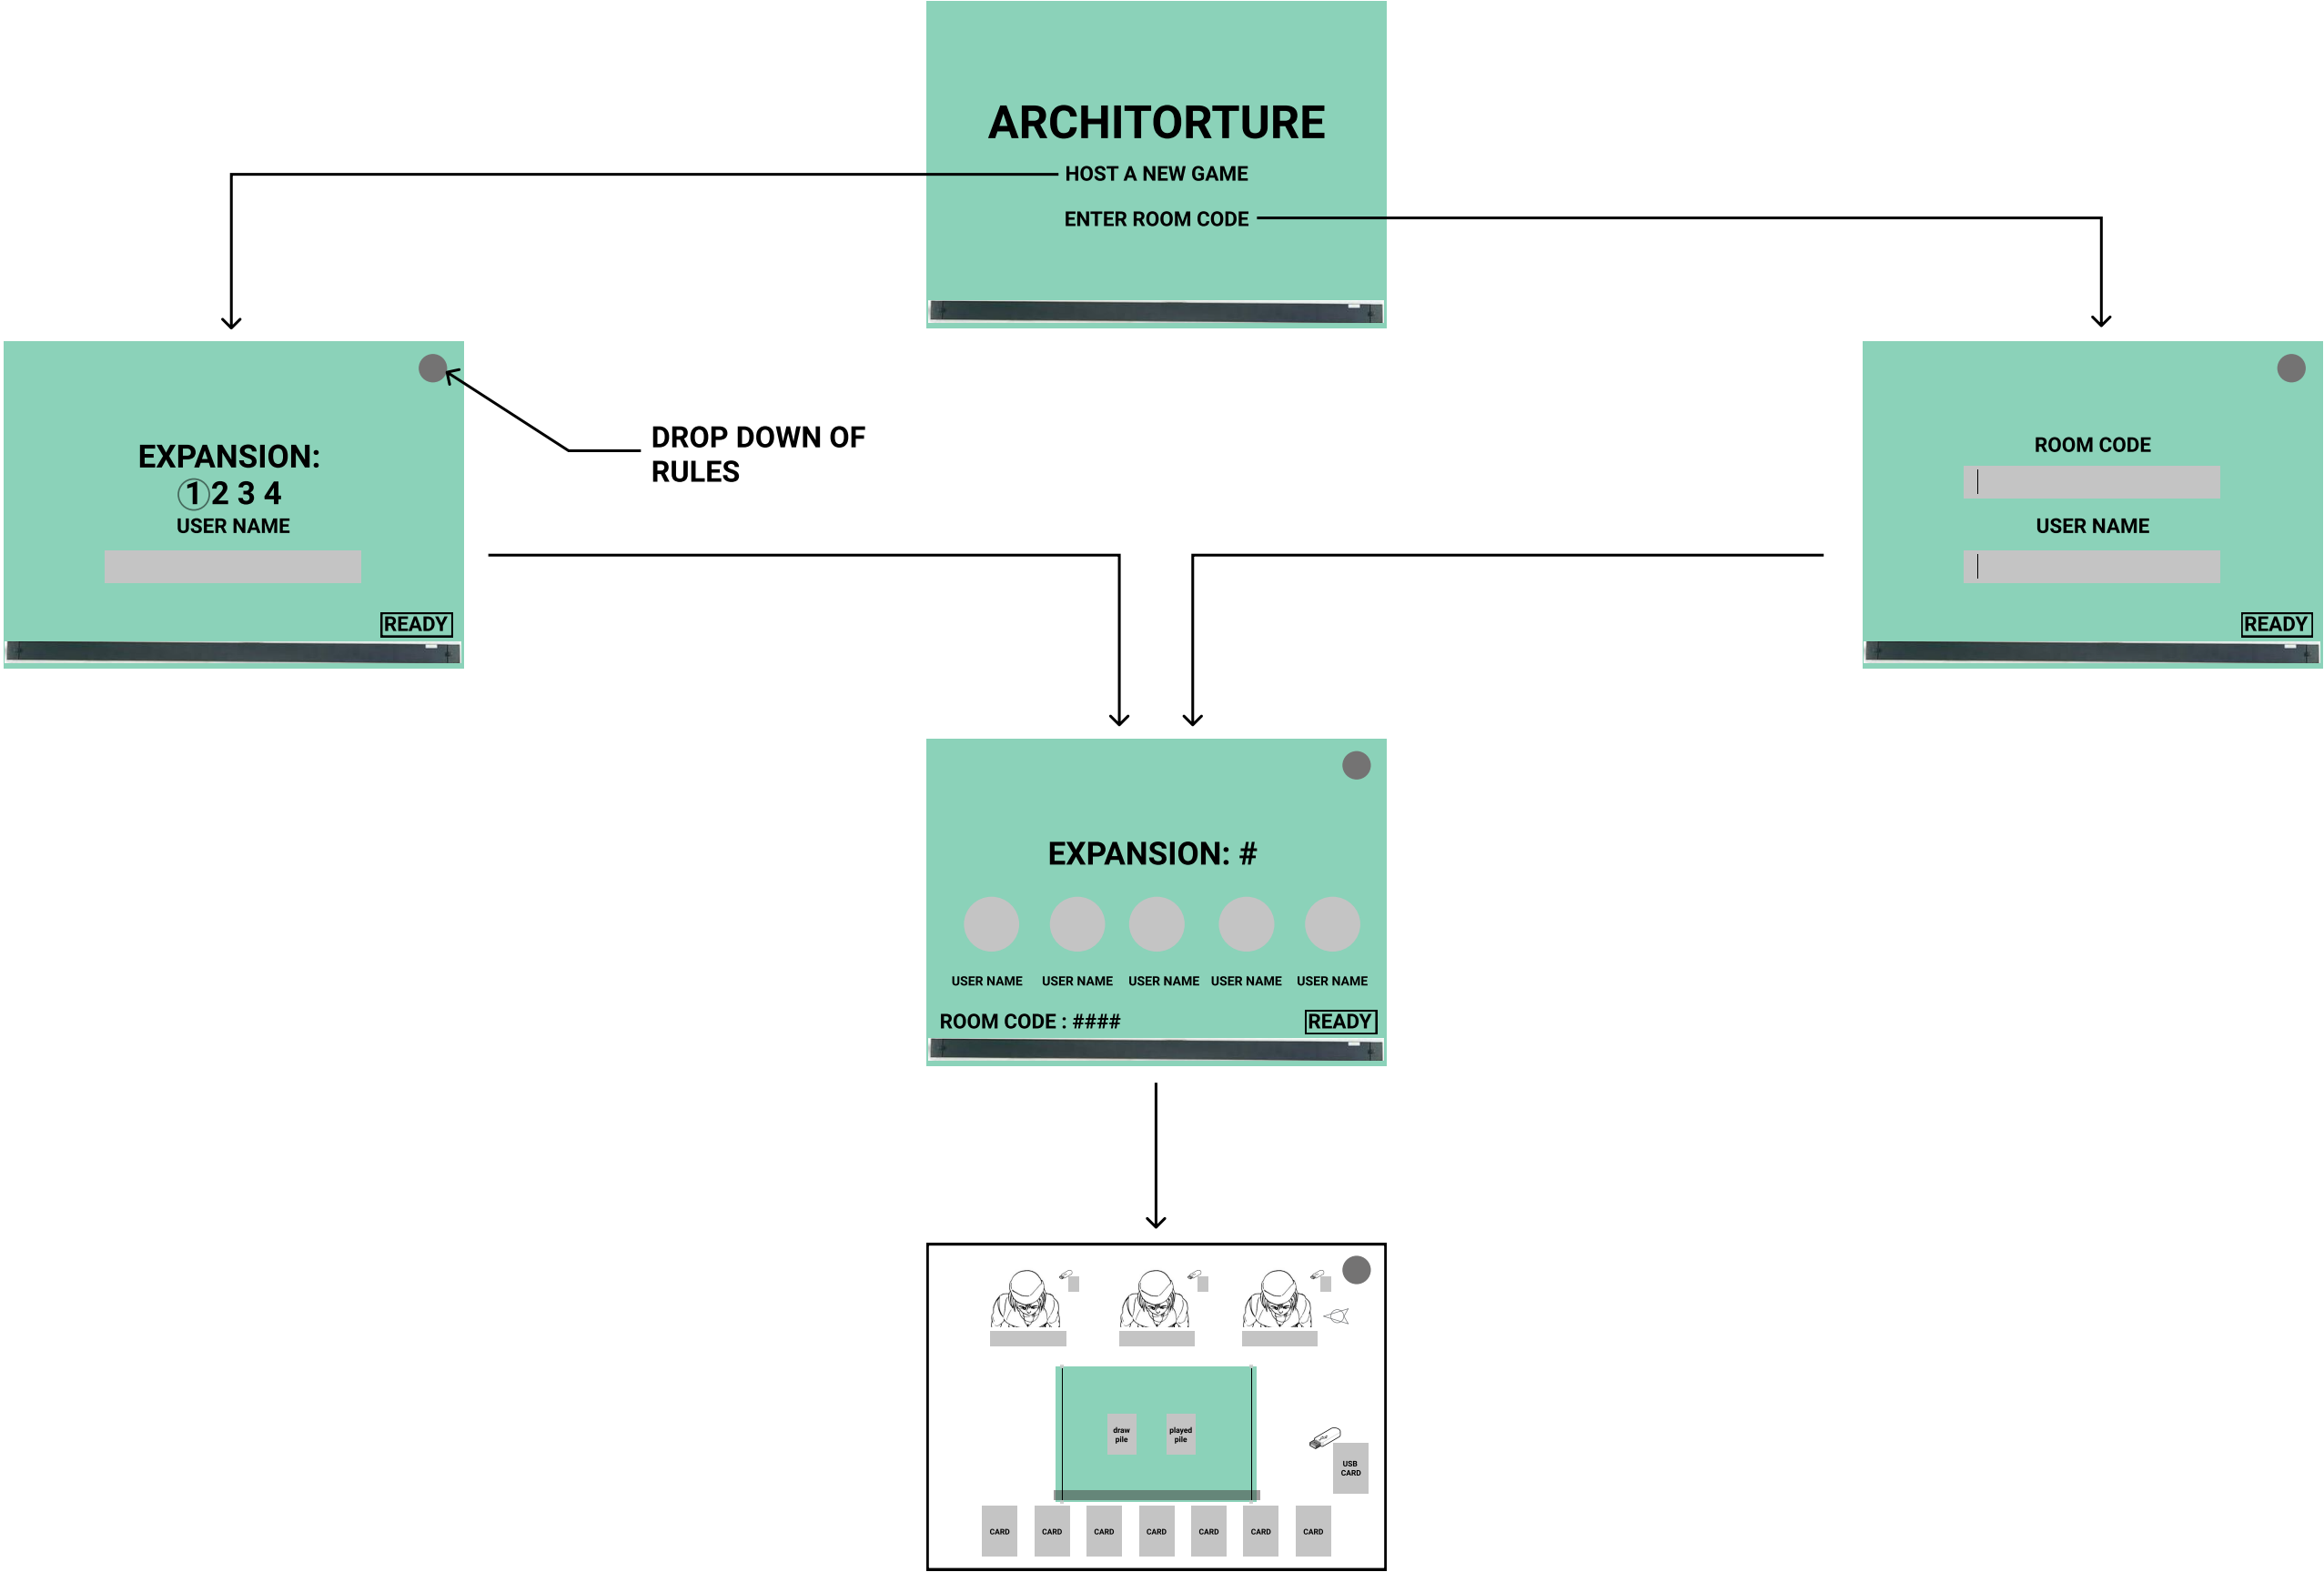 ARCHITORTURE
HOST A NEW GAME
ENTER ROOM CODE
EXPANSION:
1 2 3 4
USER NAME
READY
DROP DOWN OF
RULES
ROOM CODE
USER NAME
READY
EXPANSION: #
USER NAME USER NAME USER NAME USER NAME USER NAME
ROOM CODE : ####
READY
draw
pile
played
pile
USB
CARD
CARD CARD CARD CARD CARD CARD CARD